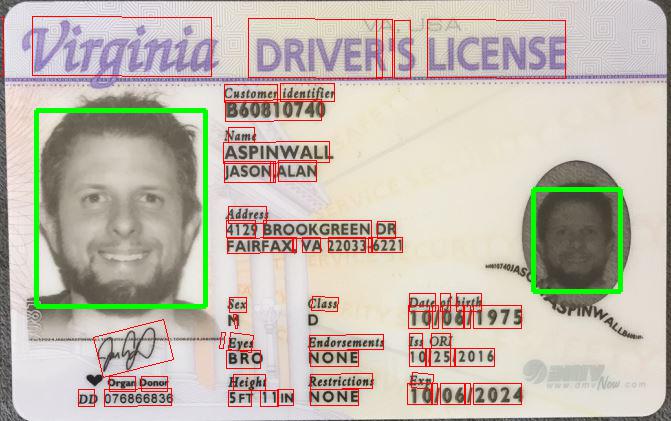 VA, USA
Virginia DRIVER'S LICENSE
Customer identifier
B60810740
Name
ASPINWALL
JASON ALAN
Address
4129 BROOKGREEN DR
FAIRFAX, VA 22033-6221
Sex Class Date of birth
M D 10/06/1975
Eyes Endorsements Iss ORI
BRO NONE 10/25/2016
Height Restrictions Exp
5FT 11IN NONE 10/06/2024
Organ Donor
DD 076866836
dmv Now.com